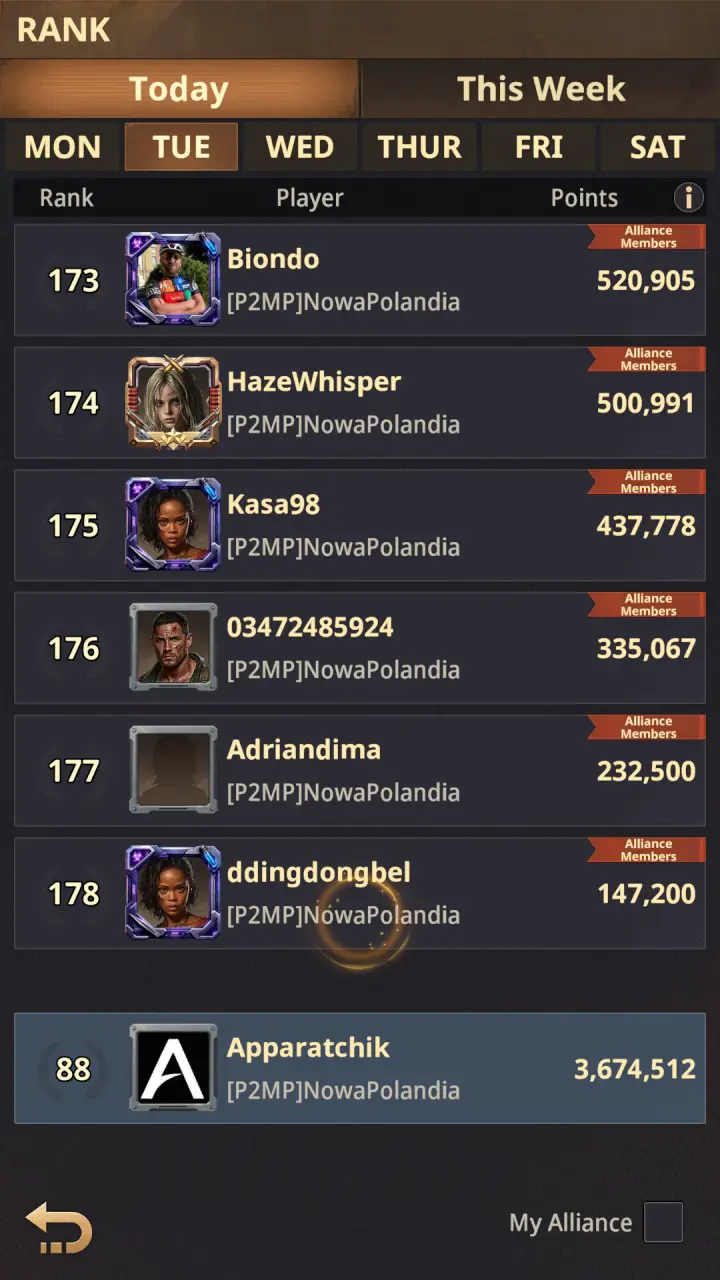 RANK
Today
This Week
MON
TUE
WED
THUR
FRI
SAT
Rank
Player
Points
Alliance
Members
173
Biondo
520,905
[P2MP]NowaPolandia
Alliance
Members
174
HazeWhisper
500,991
[P2MP]NowaPolandia
Alliance
Members
175
Kasa98
437,778
[P2MP]NowaPolandia
Alliance
Members
176
03472485924
335,067
[P2MP]NowaPolandia
Alliance
Members
177
Adriandima
232,500
[P2MP]NowaPolandia
Alliance
Members
178
ddingdongbel
147,200
[P2MP]NowaPolandia
88
Apparatchik
3,674,512
[P2MP]NowaPolandia
My Alliance